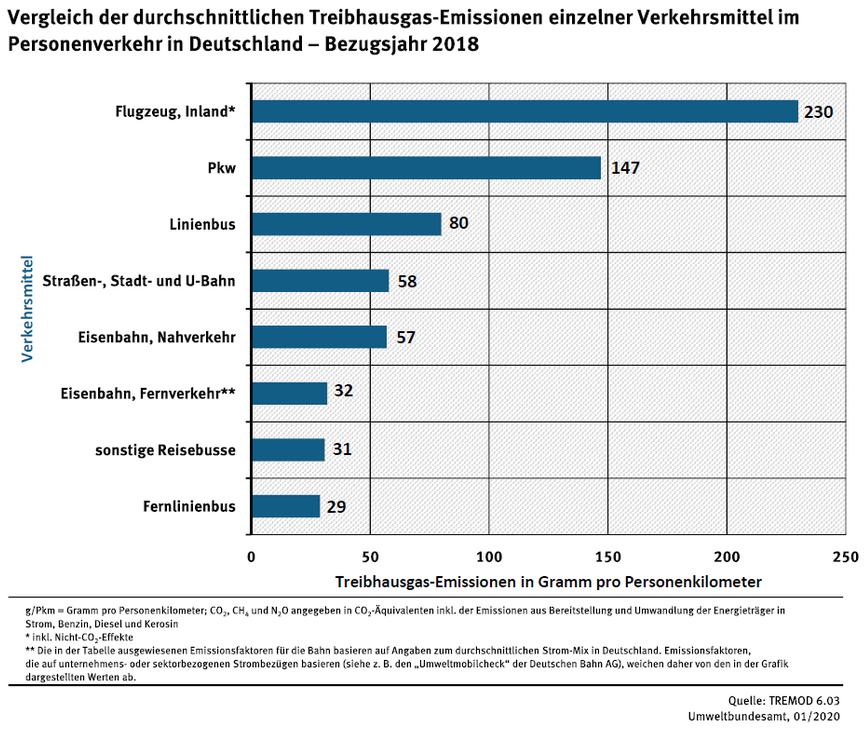 Vergleich der durchschnittlichen Treibhausgas-Emissionen einzelner Verkehrsmittel im
Personenverkehr in Deutschland – Bezugsjahr 2018
Verkehrsmittel
Flugzeug, Inland* 230
Pkw 147
Linienbus 80
Straßen-, Stadt- und U-Bahn 58
Eisenbahn, Nahverkehr 57
Eisenbahn, Fernverkehr** 32
sonstige Reisebusse 31
Fernlinienbus 29
0 50 100 150 200 250
Treibhausgas-Emissionen in Gramm pro Personenkilometer
g/Pkm = Gramm pro Personenkilometer; CO₂, CH₄ und N₂O angegeben in CO₂-Äquivalenten inkl. der Emissionen aus Bereitstellung und Umwandlung der Energieträger in
Strom, Benzin, Diesel und Kerosin
* inkl. Nicht-CO₂-Effekte
** Die in der Tabelle ausgewiesenen Emissionsfaktoren für die Bahn basieren auf Angaben zum durchschnittlichen Strom-Mix in Deutschland. Emissionsfaktoren,
die auf unternehmens- oder sektorbezogenen Strombezügen basieren (siehe z. B. den „Umweltmobilcheck“ der Deutschen Bahn AG), weichen daher von den in der Grafik
dargestellten Werten ab.
Quelle: TREMOD 6.03
Umweltbundesamt, 01/2020